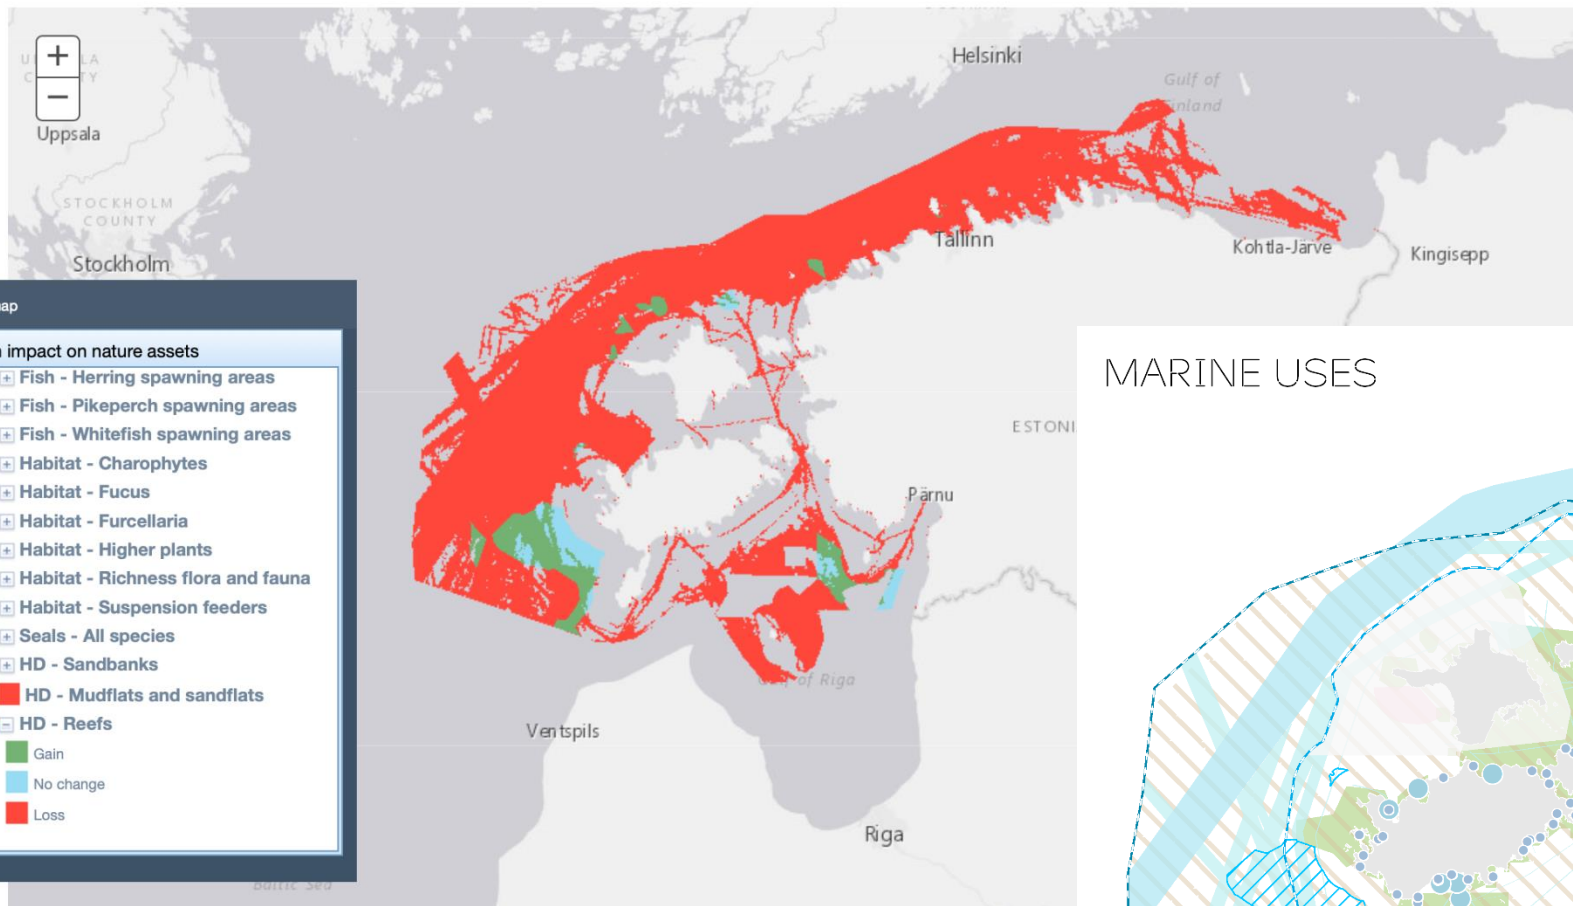 Helsinki
Gulf of
Finland
+
−
Uppsala
STOCKHOLM
COUNTY
Stockholm
Tallinn
Kohtla-Järve
Kingisepp
ap
impact on nature assets
Fish - Herring spawning areas
Fish - Pikeperch spawning areas
Fish - Whitefish spawning areas
Habitat - Charophytes
Habitat - Fucus
Habitat - Furcellaria
Habitat - Higher plants
Habitat - Richness flora and fauna
Habitat - Suspension feeders
Seals - All species
HD - Sandbanks
HD - Mudflats and sandflats
HD - Reefs
Gain
No change
Loss
MARINE USES
ESTONI
Pärnu
of Riga
Ventspils
Riga
Baltic Sea